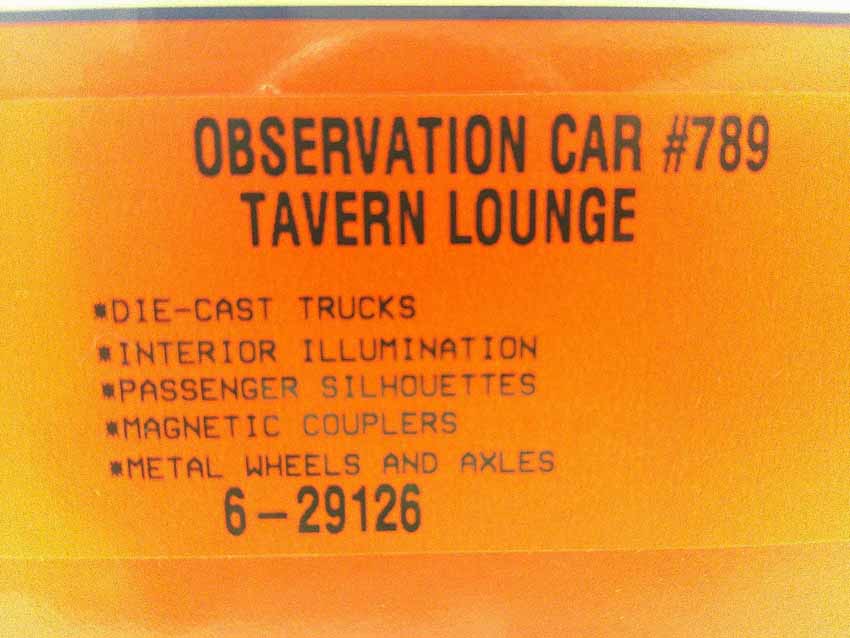 OBSERVATION CAR #789
TAVERN LOUNGE
*DIE-CAST TRUCKS
*INTERIOR ILLUMINATION
*PASSENGER SILHOUETTES
*MAGNETIC COUPLERS
*METAL WHEELS AND AXLES
6-29126